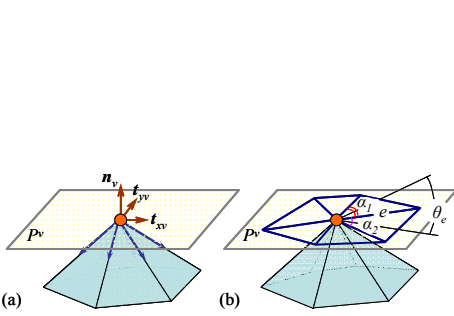 n_v
t_yv
t_xv
P^v
(a)
α_1
e
α_2
θ_e
P^v
(b)